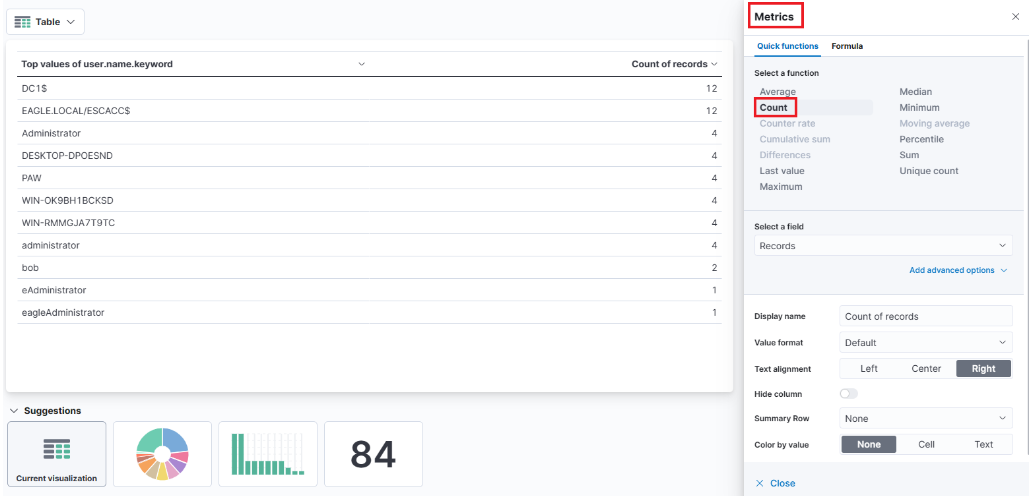 Table
Top values of user.name.keyword Count of records
DC1$ 12
EAGLE.LOCAL/ESCACC$ 12
Administrator 4
DESKTOP-DPOESND 4
PAW 4
WIN-OK9BH1BCKSD 4
WIN-RMMGJA7T9TC 4
administrator 4
bob 2
eAdministrator 1
eagleAdministrator 1
Suggestions
Current visualization
84
Metrics
Quick functions Formula
Select a function
Average Median
Count Minimum
Counter rate Moving average
Cumulative sum Percentile
Differences Sum
Last value Unique count
Maximum
Select a field
Records
Add advanced options
Display name Count of records
Value format Default
Text alignment Left Center Right
Hide column
Summary Row None
Color by value None Cell Text
Close